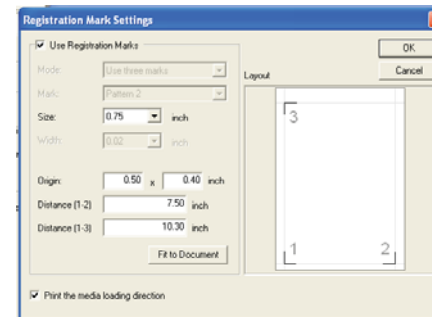 Registration Mark Settings
Use Registration Marks
Mode: Use three marks
Mark: Pattern 2
Size: 0.75 inch
Width: 0.02 inch
Origin: 0.50 x 0.40 inch
Distance (1-2) 7.50 inch
Distance (1-3) 10.30 inch
Fit to Document
Print the media loading direction
Layout
3
1 2
OK
Cancel